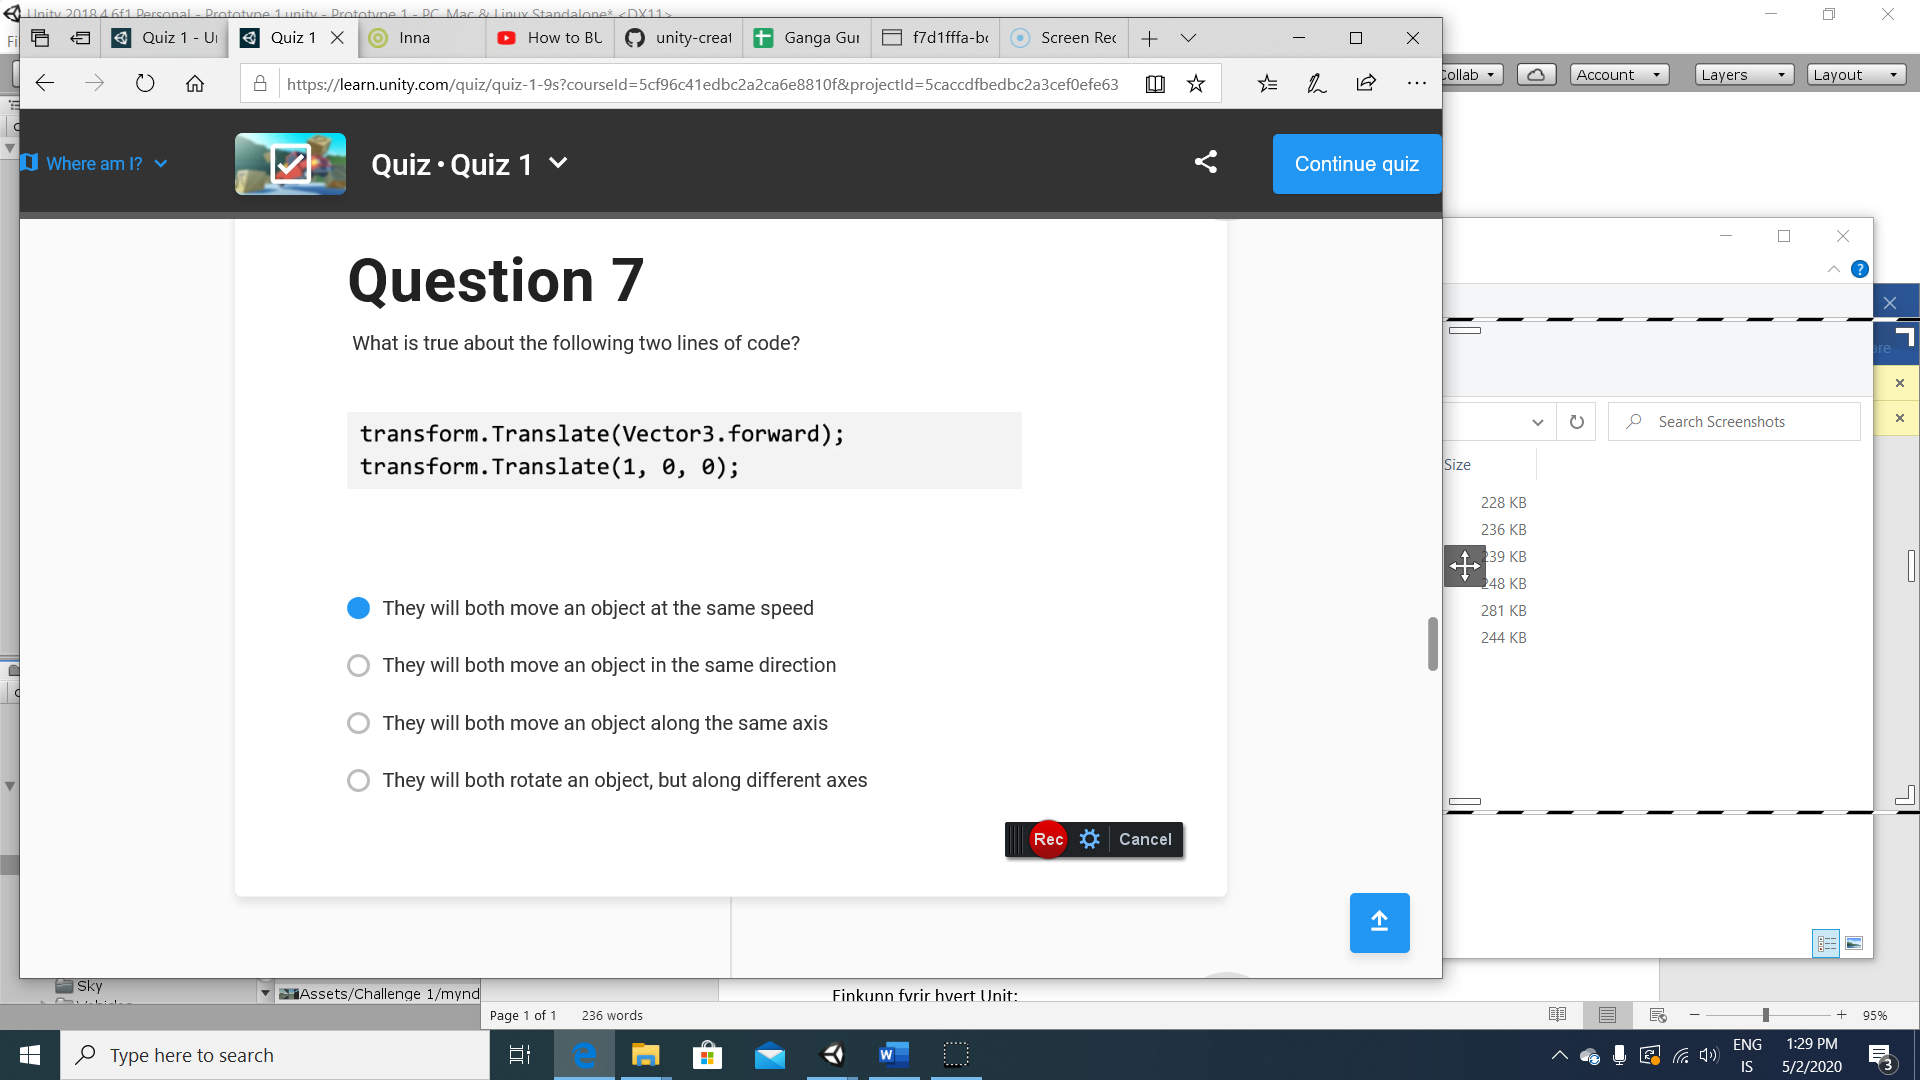 Unity 2018.4.6f1 Personal - Prototype 1.unity - Prototype 1 - PC, Mac & Linux Standalone* <DX11>
Quiz 1 - Ur
Quiz 1
Inna
How to BU
unity-creat
Ganga Gur
f7d1fffa-bc
Screen Rec
https://learn.unity.com/quiz/quiz-1-9s?courseId=5cf96c41edbc2a2ca6e8810f&projectId=5caccdfbedbc2a3cef0efe63
Collab
Account
Layers
Layout
Where am I?
Quiz • Quiz 1
Continue quiz
Question 7
What is true about the following two lines of code?
transform.Translate(Vector3.forward);
transform.Translate(1, 0, 0);
They will both move an object at the same speed
They will both move an object in the same direction
They will both move an object along the same axis
They will both rotate an object, but along different axes
Rec
Cancel
Search Screenshots
Size
228 KB
236 KB
239 KB
248 KB
281 KB
244 KB
Sky
Assets/Challenge 1/mynd
Einkunn fyrir hvert Unit:
Page 1 of 1
236 words
95%
Type here to search
ENG
IS
1:29 PM
5/2/2020
3